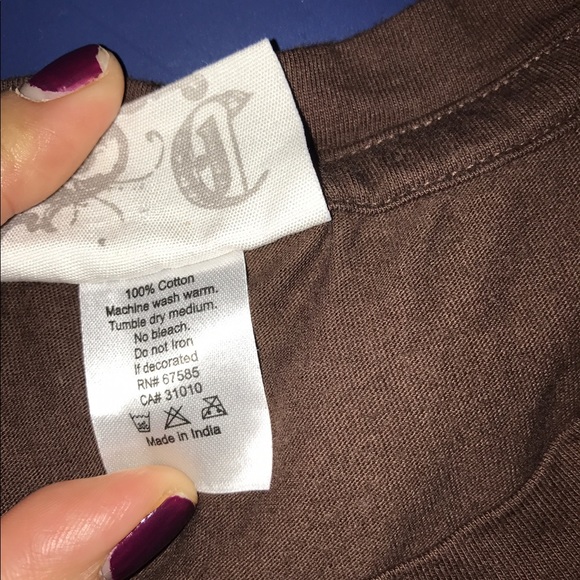 100% Cotton
Machine wash warm.
Tumble dry medium.
No bleach.
Do not Iron
If decorated
RN# 67585
CA# 31010
Made in India